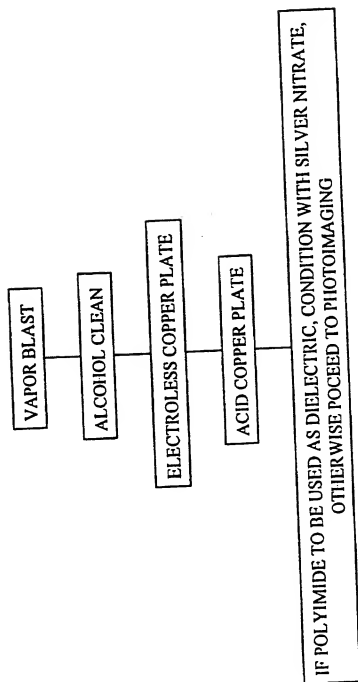 VAPOR BLAST
ALCOHOL CLEAN
ELECTROLESS COPPER PLATE
ACID COPPER PLATE
IF POLYIMIDE TO BE USED AS DIELECTRIC, CONDITION WITH SILVER NITRATE,
OTHERWISE POCEED TO PHOTOIMAGING